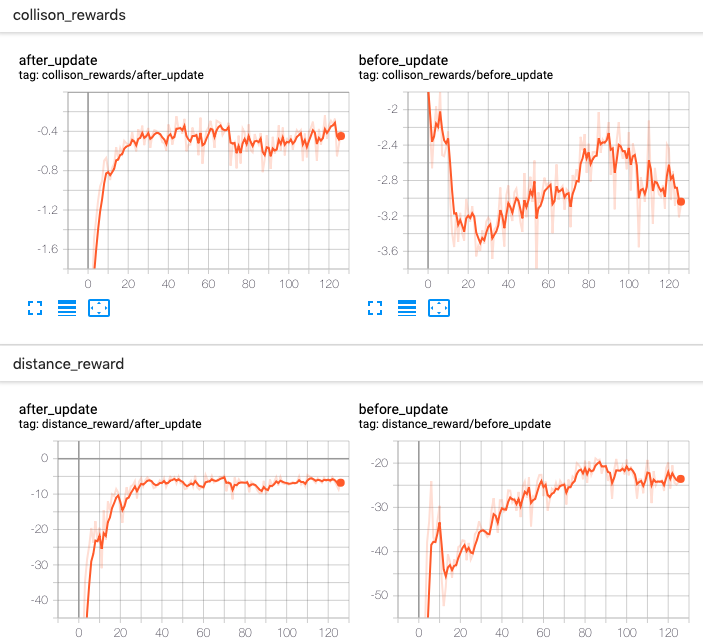 collison_rewards
after_update
tag: collison_rewards/after_update
-0.4
-0.8
-1.2
-1.6
0 20 40 60 80 100 120
before_update
tag: collison_rewards/before_update
-2
-2.4
-2.8
-3.2
-3.6
0 20 40 60 80 100 120
distance_reward
after_update
tag: distance_reward/after_update
0
-10
-20
-30
-40
0 20 40 60 80 100 120
before_update
tag: distance_reward/before_update
-20
-30
-40
-50
0 20 40 60 80 100 120